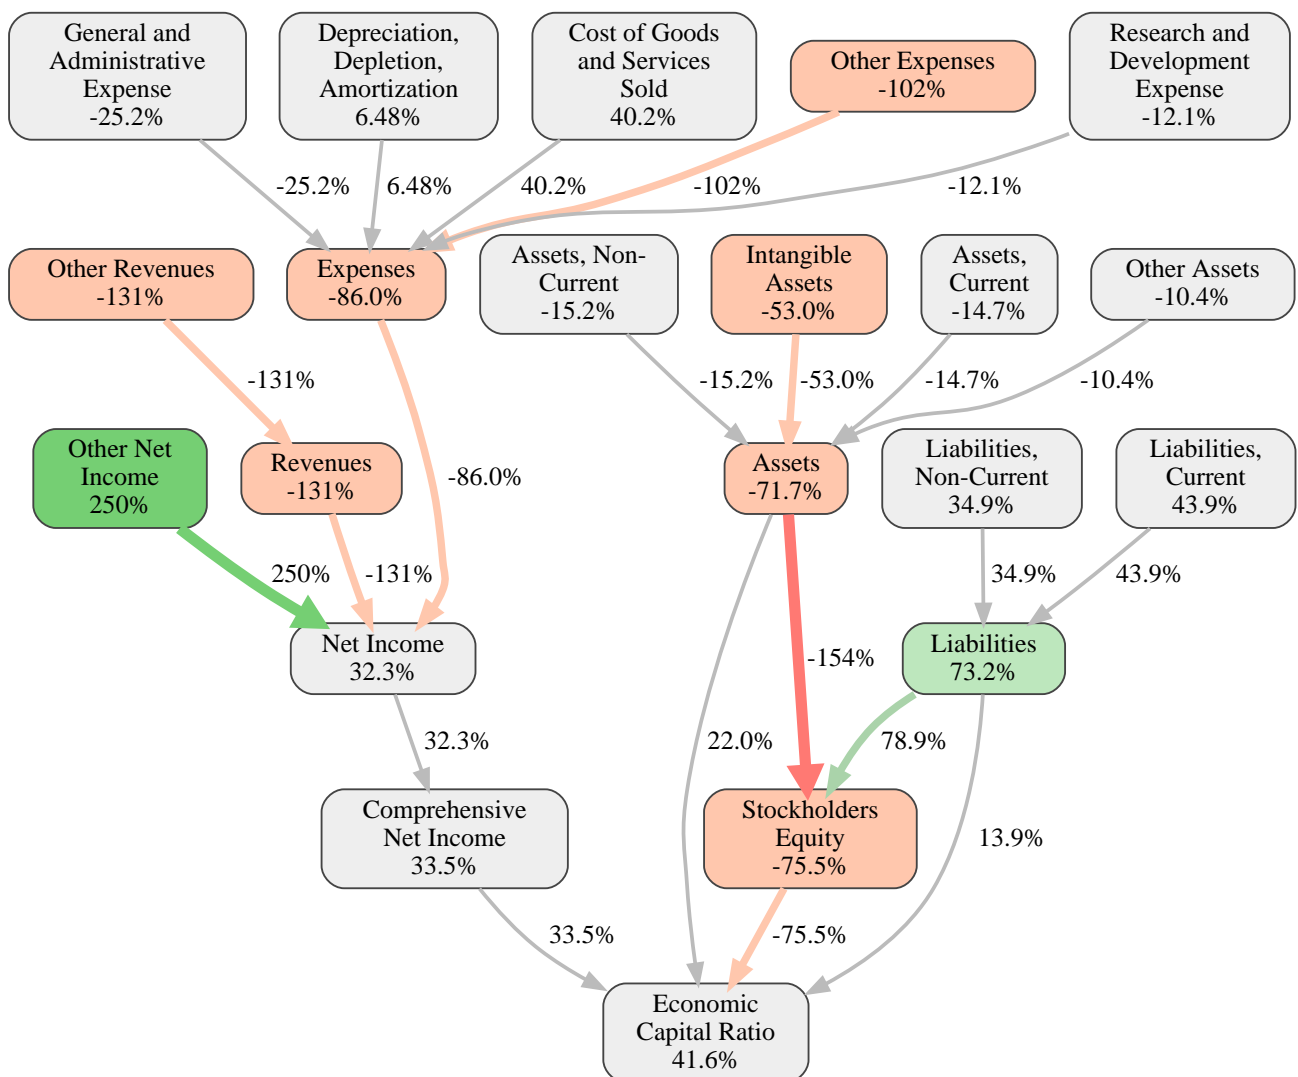 General and
Administrative
Expense
-25.2%
Depreciation,
Depletion,
Amortization
6.48%
Cost of Goods
and Services
Sold
40.2%
Other Expenses
-102%
Research and
Development
Expense
-12.1%
-25.2%
6.48%
40.2%
-102%
-12.1%
Other Revenues
-131%
Expenses
-86.0%
Assets, Non-
Current
-15.2%
Intangible
Assets
-53.0%
Assets,
Current
-14.7%
Other Assets
-10.4%
-131%
-15.2%
-53.0%
-14.7%
-10.4%
Other Net
Income
250%
Revenues
-131%
-86.0%
Assets
-71.7%
Liabilities,
Non-Current
34.9%
Liabilities,
Current
43.9%
250%
-131%
34.9%
43.9%
Net Income
32.3%
-154%
Liabilities
73.2%
32.3%
22.0%
78.9%
Comprehensive
Net Income
33.5%
Stockholders
Equity
-75.5%
13.9%
33.5%
-75.5%
Economic
Capital Ratio
41.6%